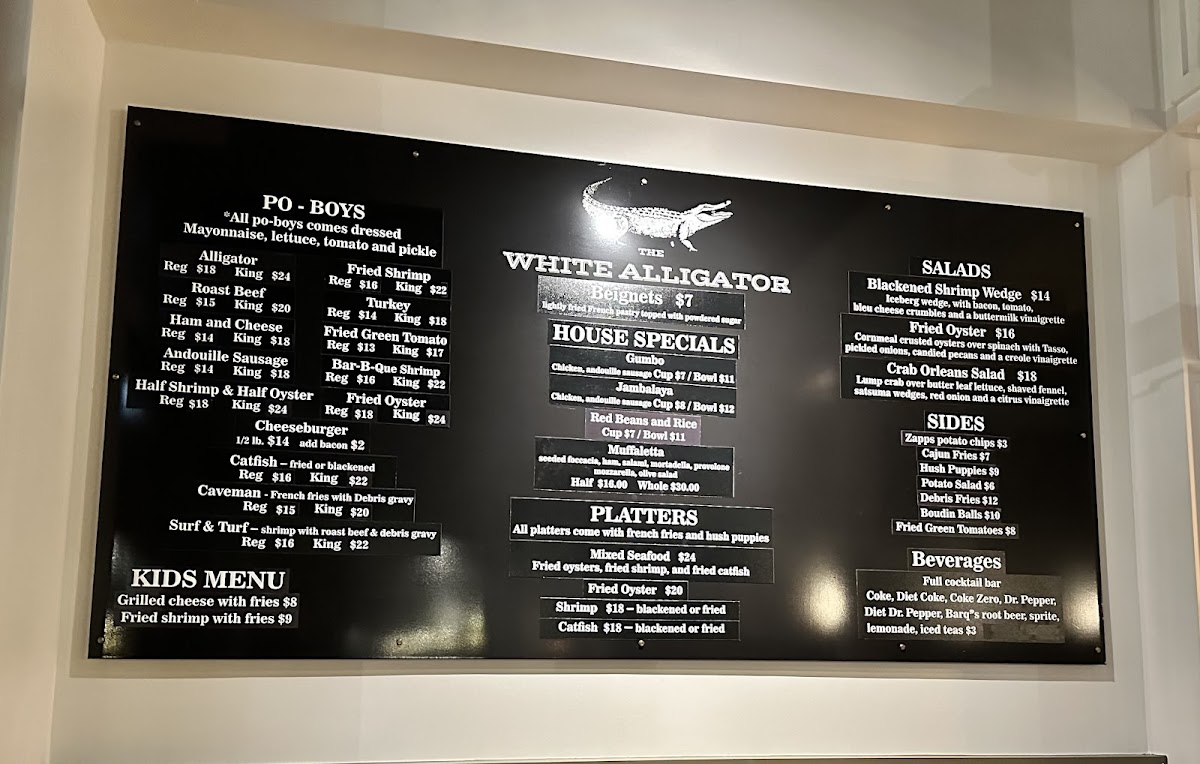 PO - BOYS
*All po-boys comes dressed
Mayonnaise, lettuce, tomato and pickle
Alligator
Reg $18 King $24
Roast Beef
Reg $15 King $20
Ham and Cheese
Reg $14 King $18
Andouille Sausage
Reg $14 King $18
Half Shrimp & Half Oyster
Reg $18 King $24
Fried Shrimp
Reg $16 King $22
Turkey
Reg $14 King $18
Fried Green Tomato
Reg $13 King $17
Bar-B-Que Shrimp
Reg $16 King $22
Fried Oyster
Reg $18 King $24
Cheeseburger
1/2 lb. $14 add bacon $2
Catfish – fried or blackened
Reg $16 King $22
Caveman - French fries with Debris gravy
Reg $15 King $20
Surf & Turf – shrimp with roast beef & debris gravy
Reg $16 King $22
KIDS MENU
Grilled cheese with fries $8
Fried shrimp with fries $9
THE
WHITE ALLIGATOR
Beignets $7
lightly fried French pastry topped with powdered sugar
HOUSE SPECIALS
Gumbo
Chicken, andouille sausage Cup $7 / Bowl $11
Jambalaya
Chicken, andouille sausage Cup $8 / Bowl $12
Red Beans and Rice
Cup $7 / Bowl $11
Muffaletta
seeded foccacia, ham, salami, mortadella, provolone
mozzarella, olive salad
Half $16.00 Whole $30.00
PLATTERS
All platters come with french fries and hush puppies
Mixed Seafood $24
Fried oysters, fried shrimp, and fried catfish
Fried Oyster $20
Shrimp $18 – blackened or fried
Catfish $18 – blackened or fried
SALADS
Blackened Shrimp Wedge $14
Iceberg wedge, with bacon, tomato,
bleu cheese crumbles and a buttermilk vinaigrette
Fried Oyster $16
Cornmeal crusted oysters over spinach with Tasso,
pickled onions, candied pecans and a creole vinaigrette
Crab Orleans Salad $18
Lump crab over butter leaf lettuce, shaved fennel,
satsuma wedges, red onion and a citrus vinaigrette
SIDES
Zapps potato chips $3
Cajun Fries $7
Hush Puppies $9
Potato Salad $6
Debris Fries $12
Boudin Balls $10
Fried Green Tomatoes $8
Beverages
Full cocktail bar
Coke, Diet Coke, Coke Zero, Dr. Pepper,
Diet Dr. Pepper, Barq"s root beer, sprite,
lemonade, iced teas $3